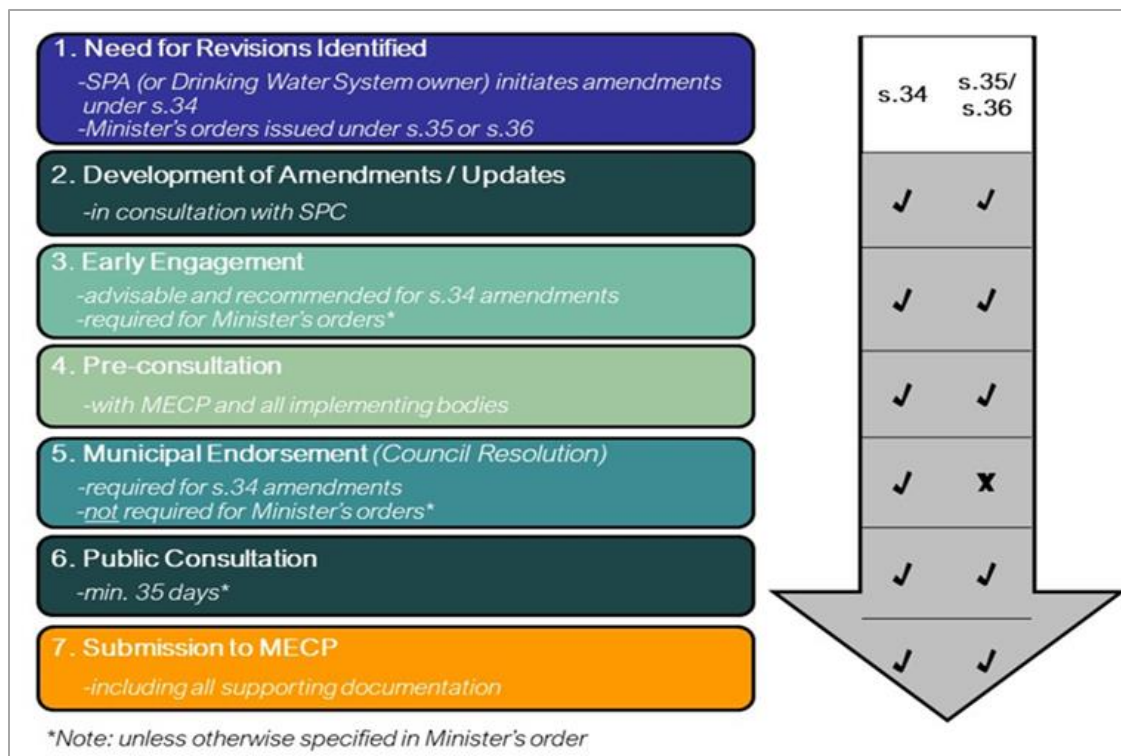 1. Need for Revisions Identified
-SPA (or Drinking Water System owner) initiates amendments
under s.34
-Minister's orders issued under s.35 or s.36
s.34
s.35/
s.36
2. Development of Amendments / Updates
-in consultation with SPC
✓ ✓
3. Early Engagement
-advisable and recommended for s.34 amendments
-required for Minister's orders*
✓ ✓
4. Pre-consultation
-with MECP and all implementing bodies
✓ ✓
5. Municipal Endorsement (Council Resolution)
-required for s.34 amendments
-not required for Minister's orders*
✓ x
6. Public Consultation
-min. 35 days*
✓ ✓
7. Submission to MECP
-including all supporting documentation
✓ ✓
*Note: unless otherwise specified in Minister's order